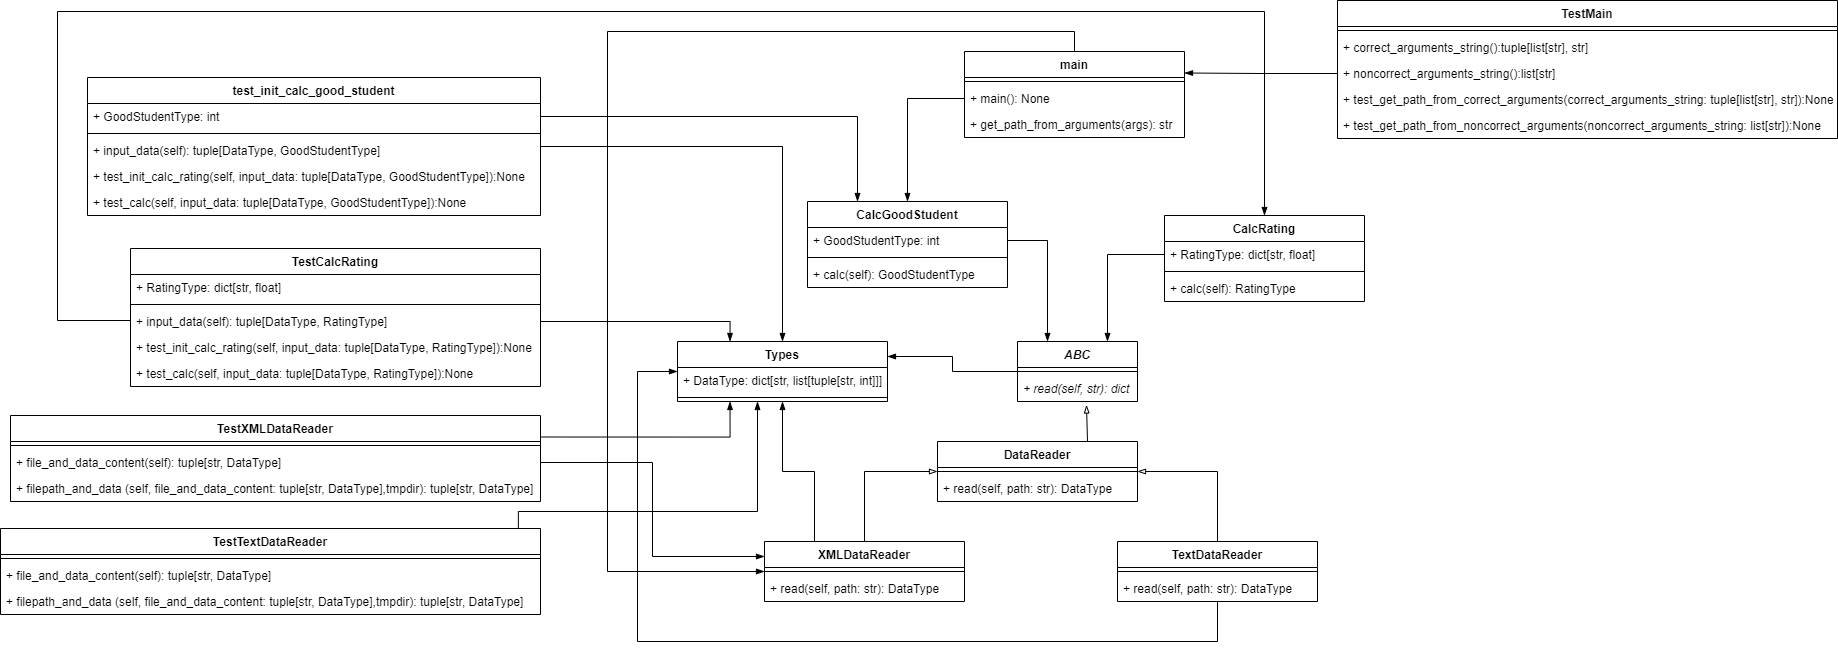 TestMain
+ correct_arguments_string():tuple[list[str], str]
+ noncorrect_arguments_string():list[str]
+ test_get_path_from_correct_arguments(correct_arguments_string: tuple[list[str], str]):None
+ test_get_path_from_noncorrect_arguments(noncorrect_arguments_string: list[str]):None
main
+ main(): None
+ get_path_from_arguments(args): str
test_init_calc_good_student
+ GoodStudentType: int
+ input_data(self): tuple[DataType, GoodStudentType]
+ test_init_calc_rating(self, input_data: tuple[DataType, GoodStudentType]):None
+ test_calc(self, input_data: tuple[DataType, GoodStudentType]):None
CalcGoodStudent
+ GoodStudentType: int
+ calc(self): GoodStudentType
CalcRating
+ RatingType: dict[str, float]
+ calc(self): RatingType
TestCalcRating
+ RatingType: dict[str, float]
+ input_data(self): tuple[DataType, RatingType]
+ test_init_calc_rating(self, input_data: tuple[DataType, RatingType]):None
+ test_calc(self, input_data: tuple[DataType, RatingType]):None
Types
+ DataType: dict[str, list[tuple[str, int]]]
ABC
+ read(self, str): dict
TestXMLDataReader
+ file_and_data_content(self): tuple[str, DataType]
+ filepath_and_data (self, file_and_data_content: tuple[str, DataType],tmpdir): tuple[str, DataType]
DataReader
+ read(self, path: str): DataType
TestTextDataReader
+ file_and_data_content(self): tuple[str, DataType]
+ filepath_and_data (self, file_and_data_content: tuple[str, DataType],tmpdir): tuple[str, DataType]
XMLDataReader
+ read(self, path: str): DataType
TextDataReader
+ read(self, path: str): DataType